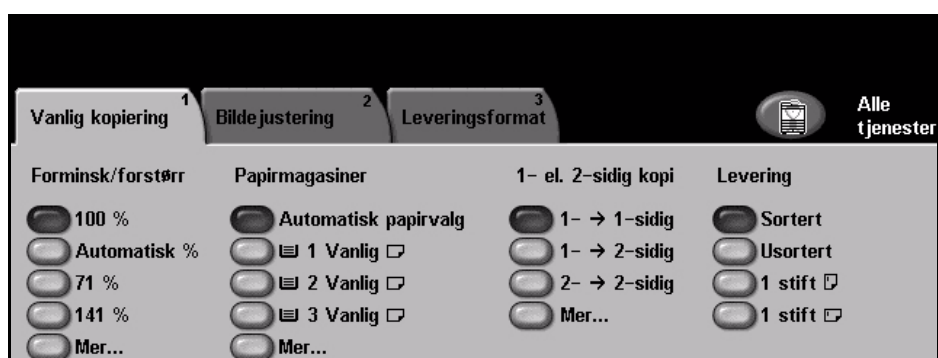 Vanlig kopiering
1
Bildejustering
2
Leveringsformat
3
Alle
tjenester
Forminsk/forstørr
100 %
Automatisk %
71 %
141 %
Mer...
Papirmagasiner
Automatisk papirvalg
1 Vanlig
2 Vanlig
3 Vanlig
Mer...
1- el. 2-sidig kopi
1- → 1-sidig
1- → 2-sidig
2- → 2-sidig
Mer...
Levering
Sortert
Usortert
1 stift
1 stift